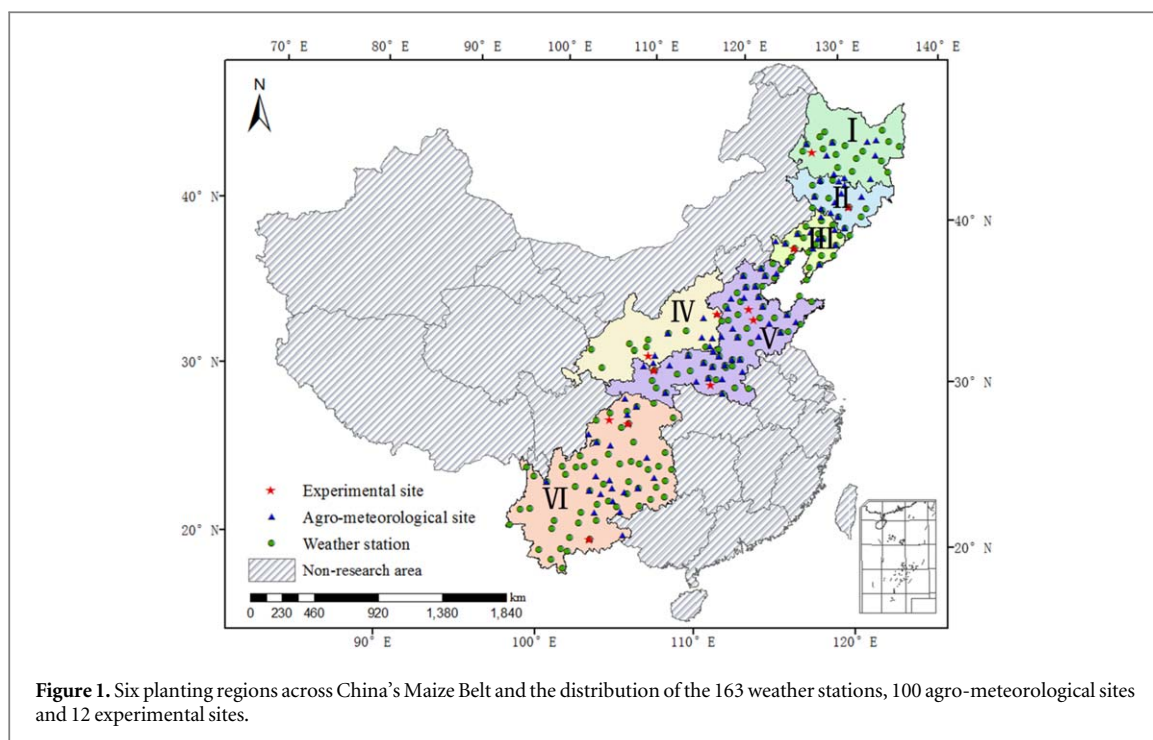 70° E 80° E 90° E 100° E 110° E 120° E 130° E 140° E
N
I
40° N
II
40° N
III
IV
V
30° N
30° N
VI
Experimental site
Agro-meteorological site
20° N
Weather station
20° N
Non-research area
km
0 230 460 920 1,380 1,840
90° E 100° E 110° E 120° E
Figure 1. Six planting regions across China's Maize Belt and the distribution of the 163 weather stations, 100 agro-meteorological sites
and 12 experimental sites.